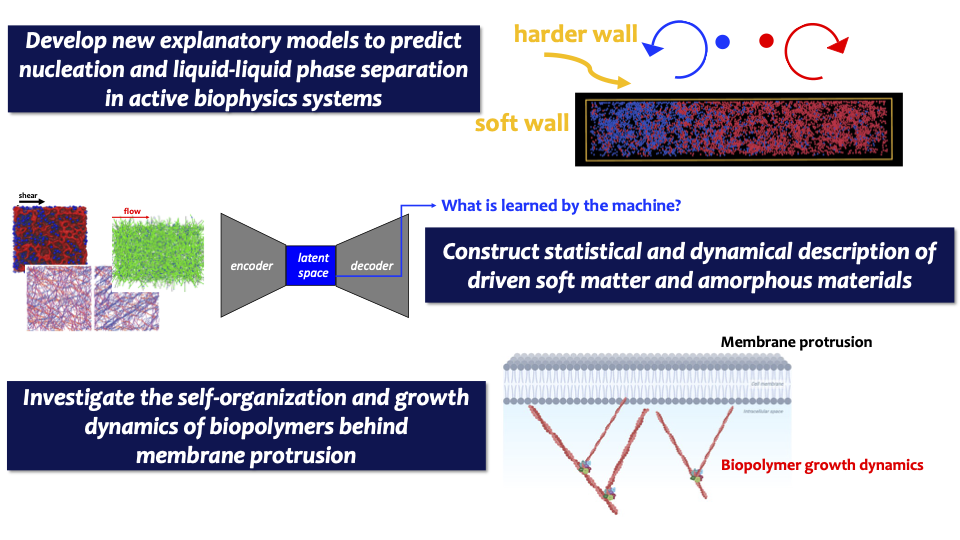 Develop new explanatory models to predict
nucleation and liquid-liquid phase separation
in active biophysics systems
harder wall
soft wall
shear
flow
encoder
latent
space
decoder
What is learned by the machine?
Construct statistical and dynamical description of
driven soft matter and amorphous materials
Investigate the self-organization and growth
dynamics of biopolymers behind
membrane protrusion
Membrane protrusion
Cell membrane
Intracellular space
Biopolymer growth dynamics